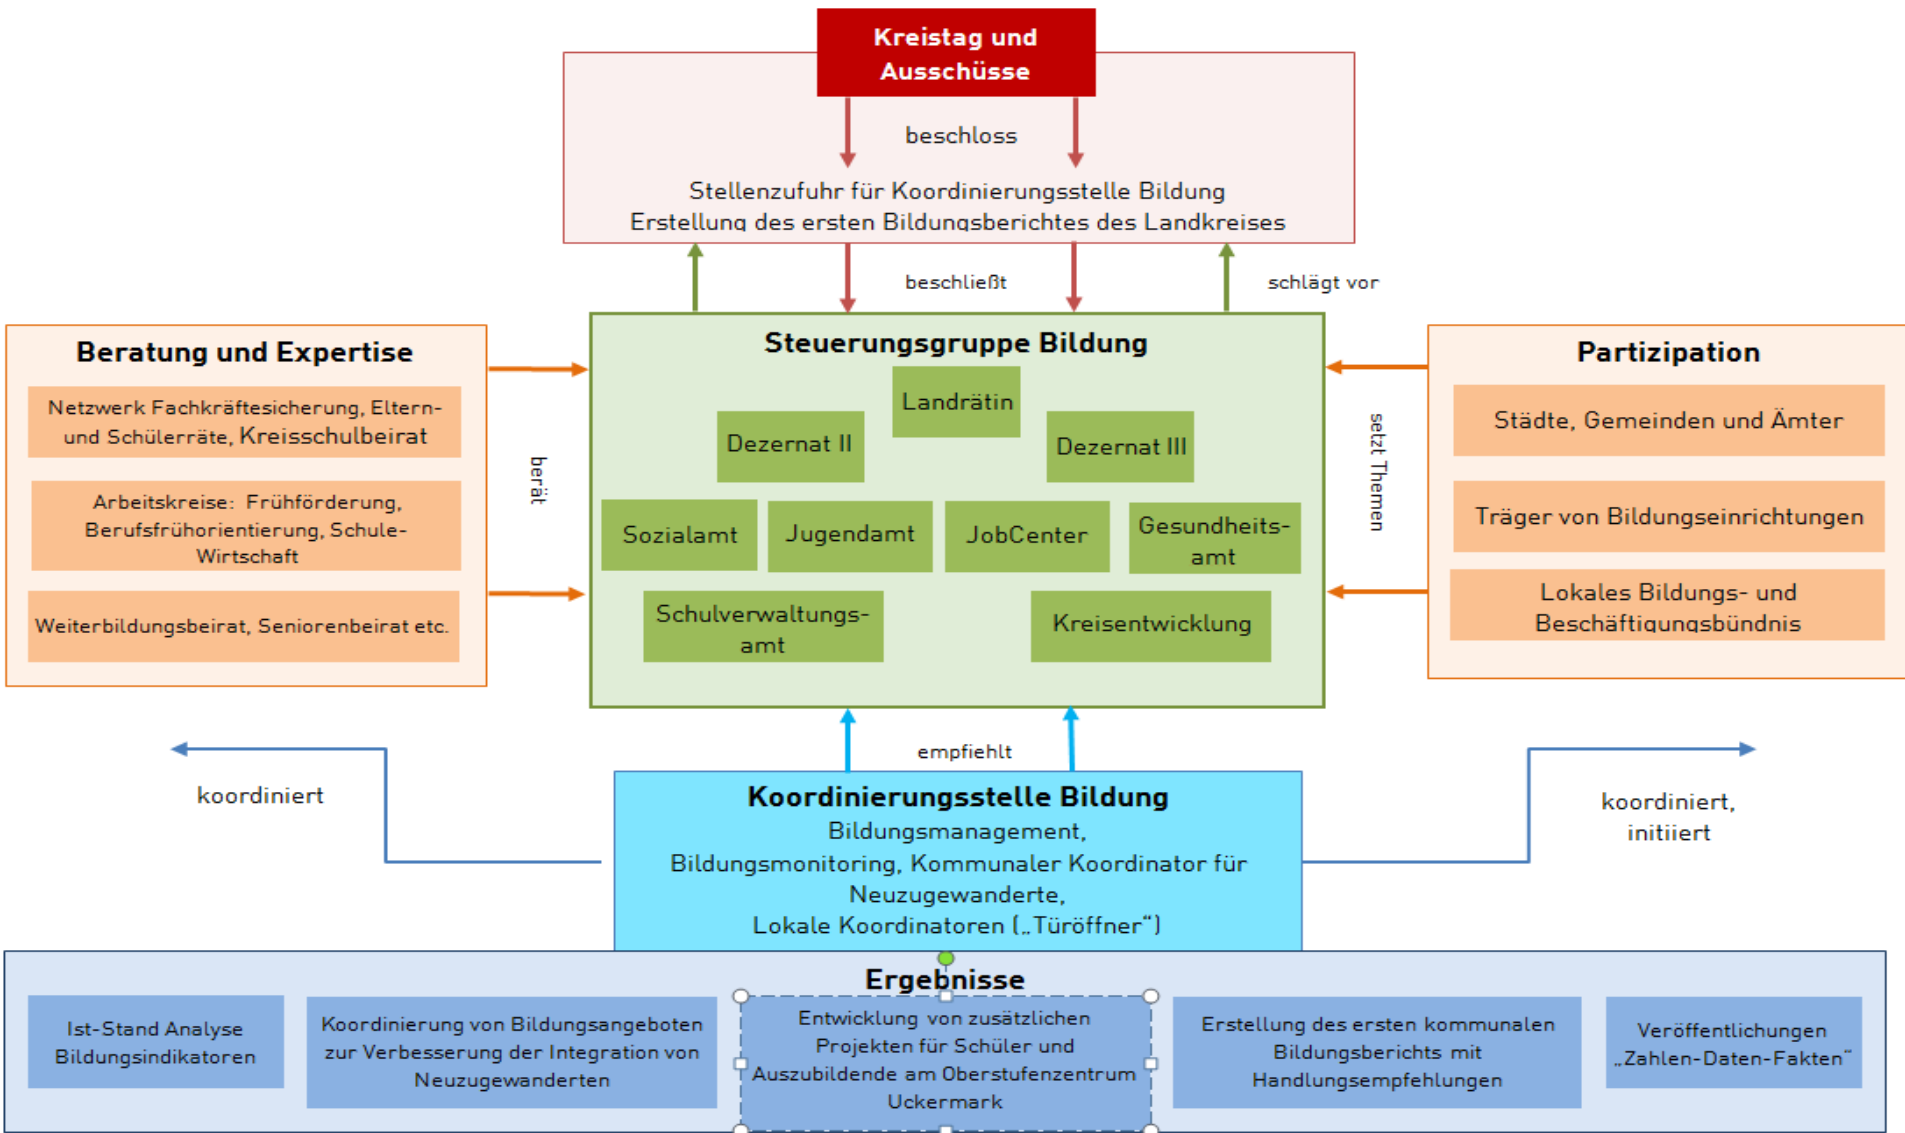 Kreistag und
Ausschüsse
beschloss
Stellenzufuhr für Koordinierungsstelle Bildung
Erstellung des ersten Bildungsberichtes des Landkreises
beschließt
schlägt vor
Beratung und Expertise
Netzwerk Fachkräftesicherung, Eltern-
und Schülerräte, Kreisschulbeirat
Arbeitskreise: Frühförderung,
Berufsfrühorientierung, Schule-
Wirtschaft
Weiterbildungsbeirat, Seniorenbeirat etc.
berät
Steuerungsgruppe Bildung
Landrätin
Dezernat II
Dezernat III
Sozialamt
Jugendamt
JobCenter
Gesundheits-
amt
Schulverwaltungs-
amt
Kreisentwicklung
setzt Themen
Partizipation
Städte, Gemeinden und Ämter
Träger von Bildungseinrichtungen
Lokales Bildungs- und
Beschäftigungsbündnis
empfiehlt
koordiniert
koordiniert,
initiiert
Koordinierungsstelle Bildung
Bildungsmanagement,
Bildungsmonitoring, Kommunaler Koordinator für
Neuzugewanderte,
Lokale Koordinatoren („Türöffner“)
Ergebnisse
Ist-Stand Analyse
Bildungsindikatoren
Koordinierung von Bildungsangeboten
zur Verbesserung der Integration von
Neuzugewanderten
Entwicklung von zusätzlichen
Projekten für Schüler und
Auszubildende am Oberstufenzentrum
Uckermark
Erstellung des ersten kommunalen
Bildungsberichts mit
Handlungsempfehlungen
Veröffentlichungen
„Zahlen-Daten-Fakten“